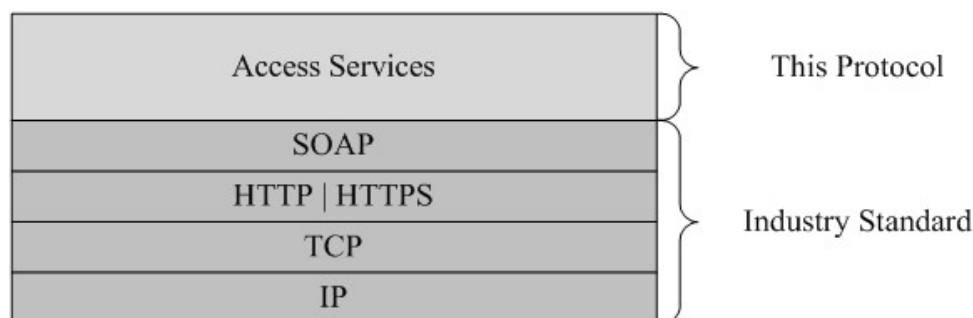 Access Services
This Protocol
SOAP
HTTP | HTTPS
TCP
Industry Standard
IP